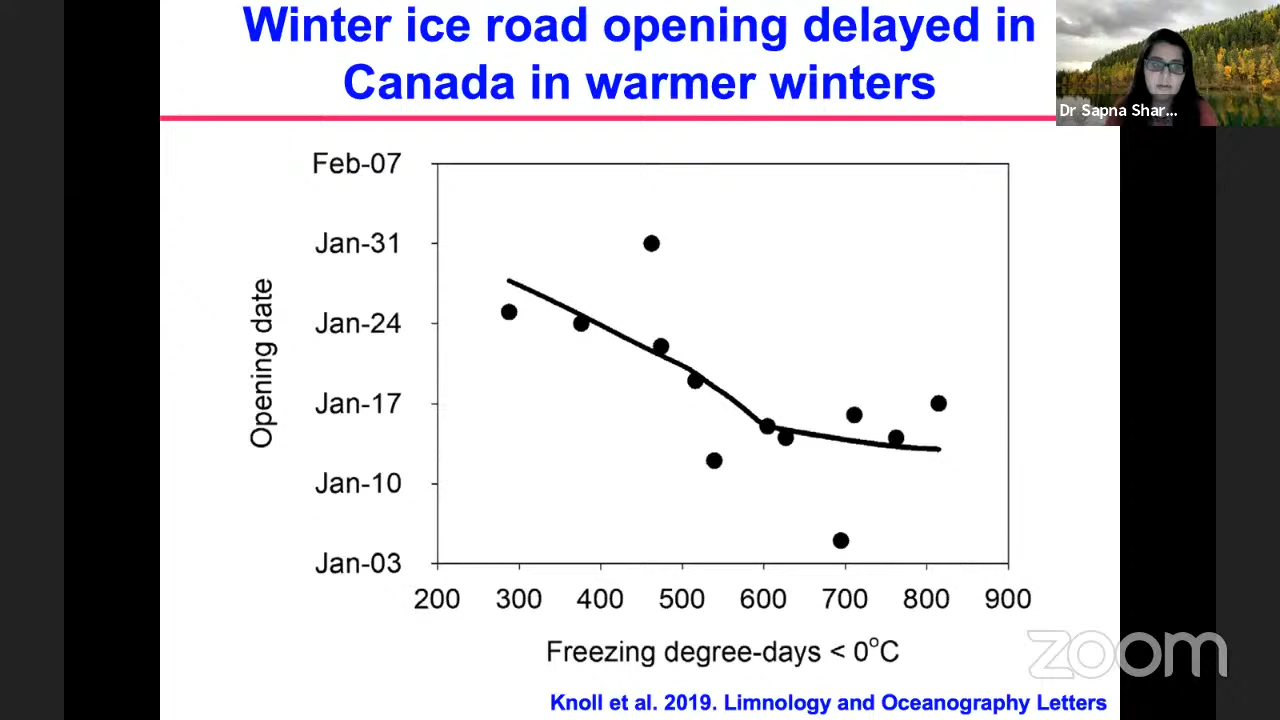 Winter ice road opening delayed in
Canada in warmer winters
Dr Sapna Shar...
Feb-07
Jan-31
Jan-24
Jan-17
Jan-10
Jan-03
Opening date
200 300 400 500 600 700 800 900
Freezing degree-days < 0°C
zoom
Knoll et al. 2019. Limnology and Oceanography Letters